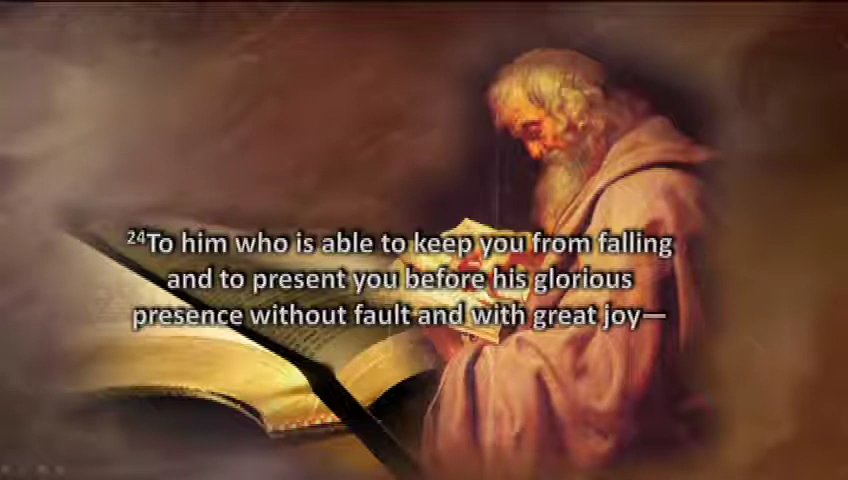 ²⁴To him who is able to keep you from falling
and to present you before his glorious
presence without fault and with great joy—